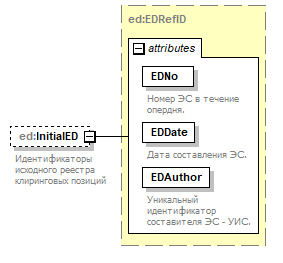 ed:EDRefID
attributes
EDNo
Номер ЭС в течение
опердня.
EDDate
Дата составления ЭС.
EDAuthor
Уникальный
идентификатор
составителя ЭС - УИС.
ed:InitialED
Идентификаторы
исходного реестра
клиринговых позиций